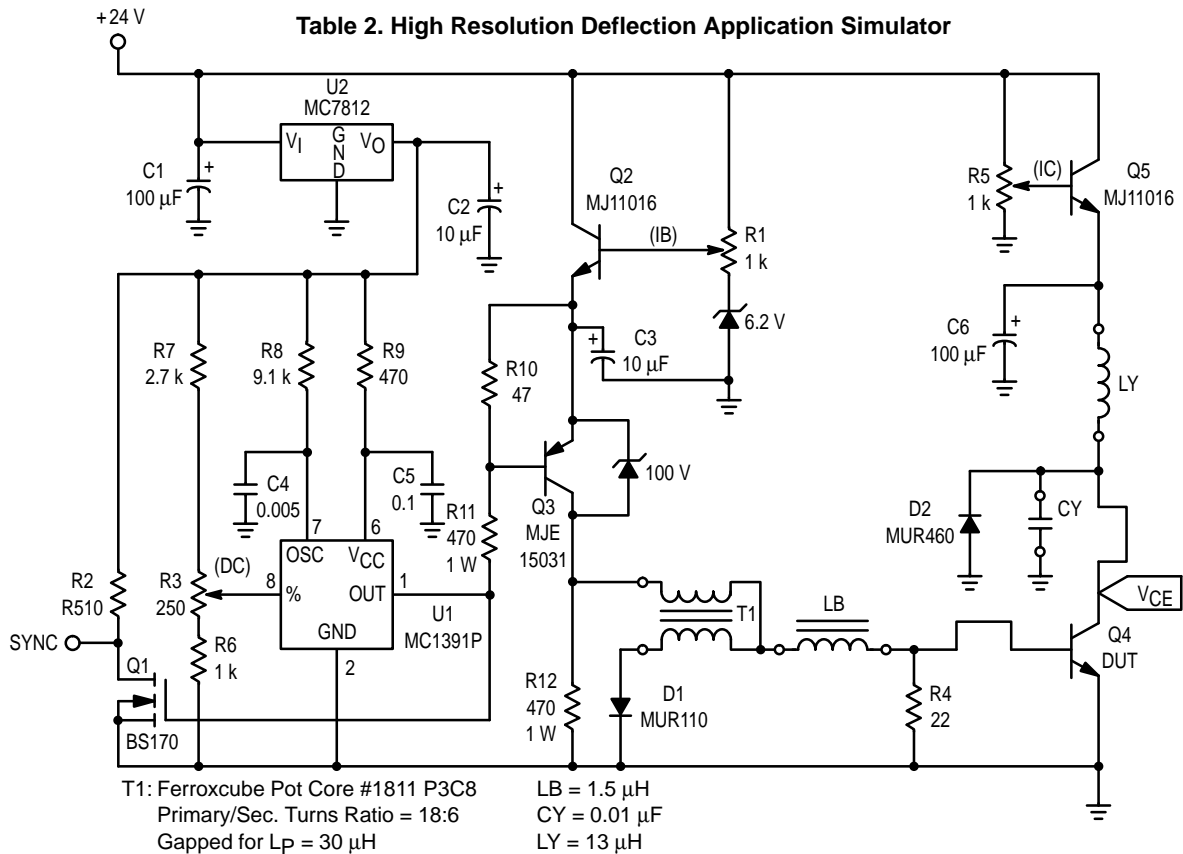 +24 V
Table 2. High Resolution Deflection Application Simulator
U2
MC7812
VI
GND
VO
C1
100 μF
+
C2
10 μF
+
Q2
MJ11016
(IB)
R1
1 k
R5
1 k
(IC)
Q5
MJ11016
6.2 V
C3
10 μF
+
C6
100 μF
+
LY
R7
2.7 k
R8
9.1 k
R9
470
R10
47
100 V
C4
0.005
C5
0.1
R11
470
1 W
Q3
MJE
15031
D2
MUR460
CY
7
6
OSC
VCC
(DC)
8
%
OUT
1
GND
2
U1
MC1391P
R2
R510
R3
250
SYNC
R6
1 k
Q1
BS170
T1
LB
VCE
Q4
DUT
R12
470
1 W
D1
MUR110
R4
22
T1: Ferroxcube Pot Core #1811 P3C8
Primary/Sec. Turns Ratio = 18:6
Gapped for LP = 30 μH
LB = 1.5 μH
CY = 0.01 μF
LY = 13 μH